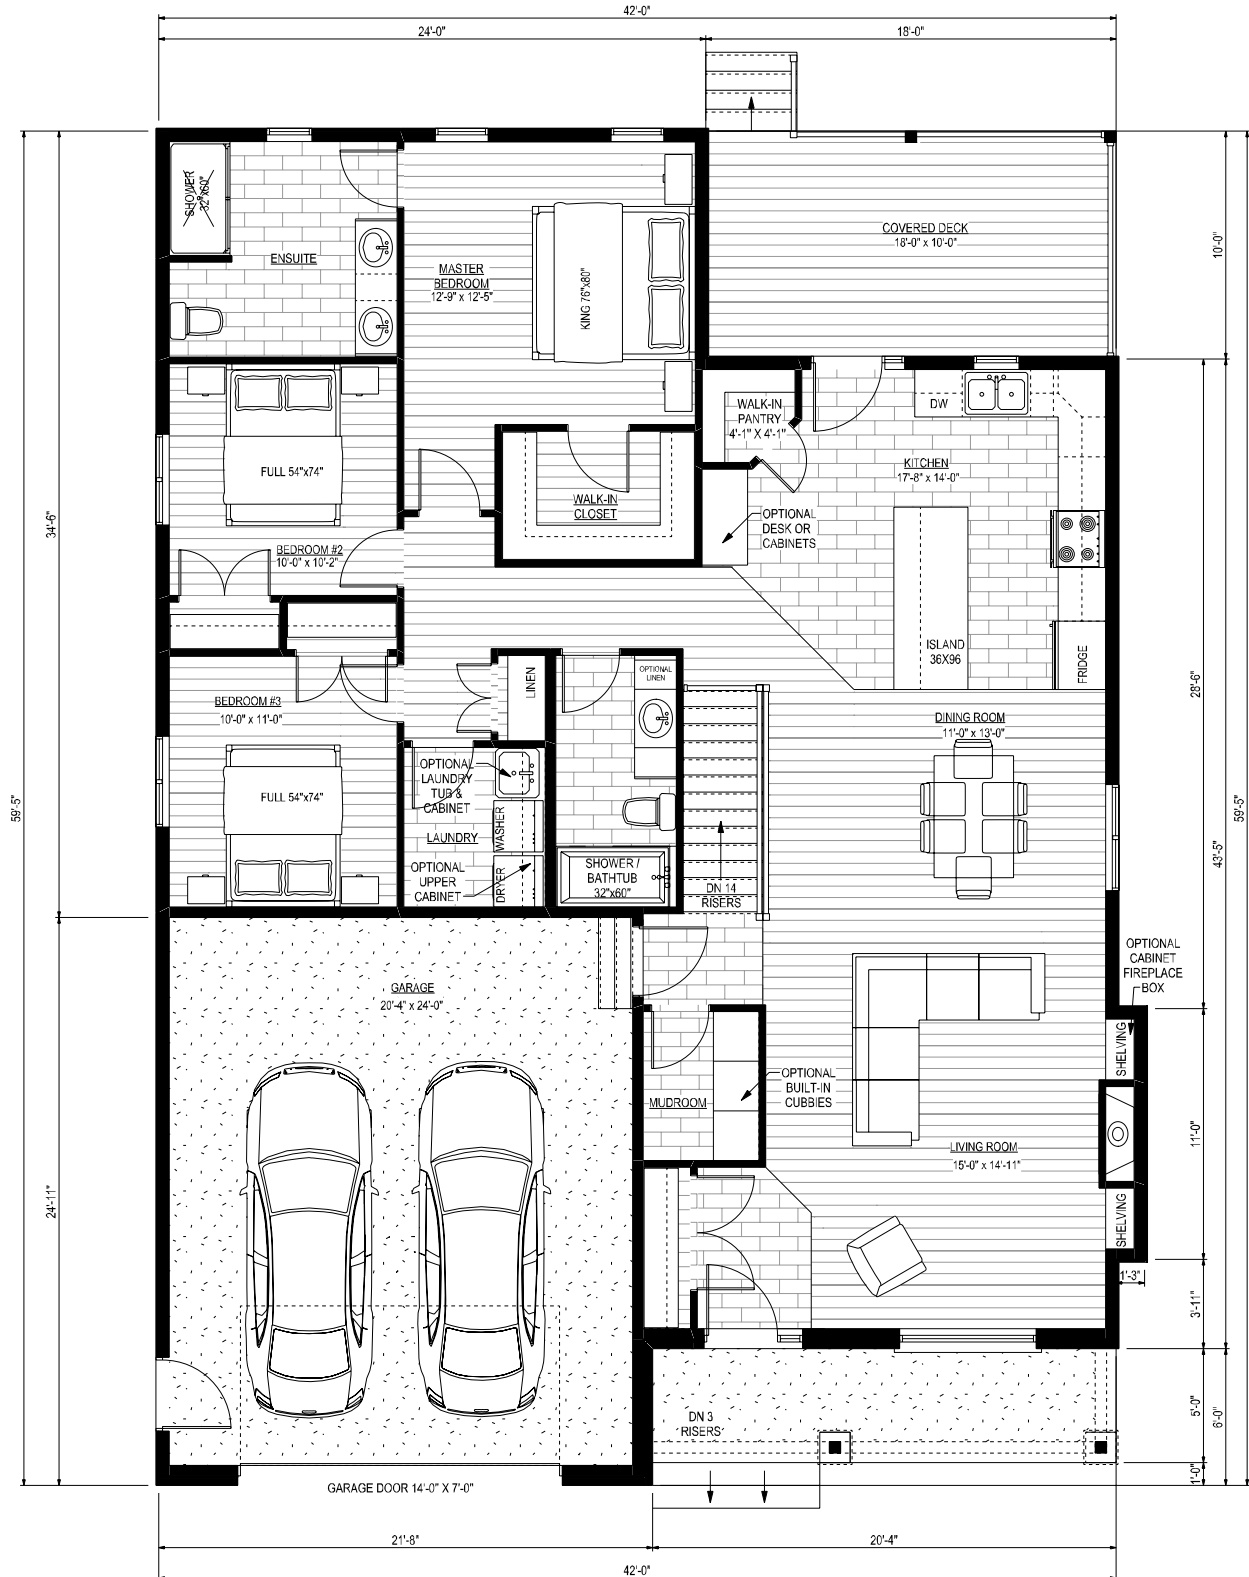 42'-0"
24'-0"
18'-0"
SHOWER
32"x60"
ENSUITE
MASTER
BEDROOM
12'-9" x 12'-5"
KING 76"x80"
COVERED DECK
18'-0" x 10'-0"
10'-0"
WALK-IN
PANTRY
4'-1" X 4'-1"
DW
KITCHEN
17'-8" x 14'-0"
FULL 54"x74"
WALK-IN
CLOSET
OPTIONAL
DESK OR
CABINETS
34'-6"
BEDROOM #2
10'-0" x 10'-2"
ISLAND
36X96
FRIDGE
28'-6"
LINEN
OPTIONAL
LINEN
BEDROOM #3
10'-0" x 11'-0"
DINING ROOM
11'-0" x 13'-0"
OPTIONAL
LAUNDRY
TUB &
CABINET
FULL 54"x74"
59'-5"
59'-5"
43'-5"
LAUNDRY
WASHER
OPTIONAL
UPPER
CABINET
DRYER
SHOWER /
BATHTUB
32"x60"
DN 14
RISERS
OPTIONAL
CABINET
FIREPLACE
BOX
GARAGE
20'-4" x 24'-0"
SHELVING
OPTIONAL
BUILT-IN
CUBBIES
MUDROOM
11'-0"
LIVING ROOM
15'-0" x 14'-11"
24'-11"
SHELVING
1'-3"
3'-11"
DN 3
RISERS
5'-0"
6'-0"
1'-0"
GARAGE DOOR 14'-0" X 7'-0"
21'-8"
20'-4"
42'-0"